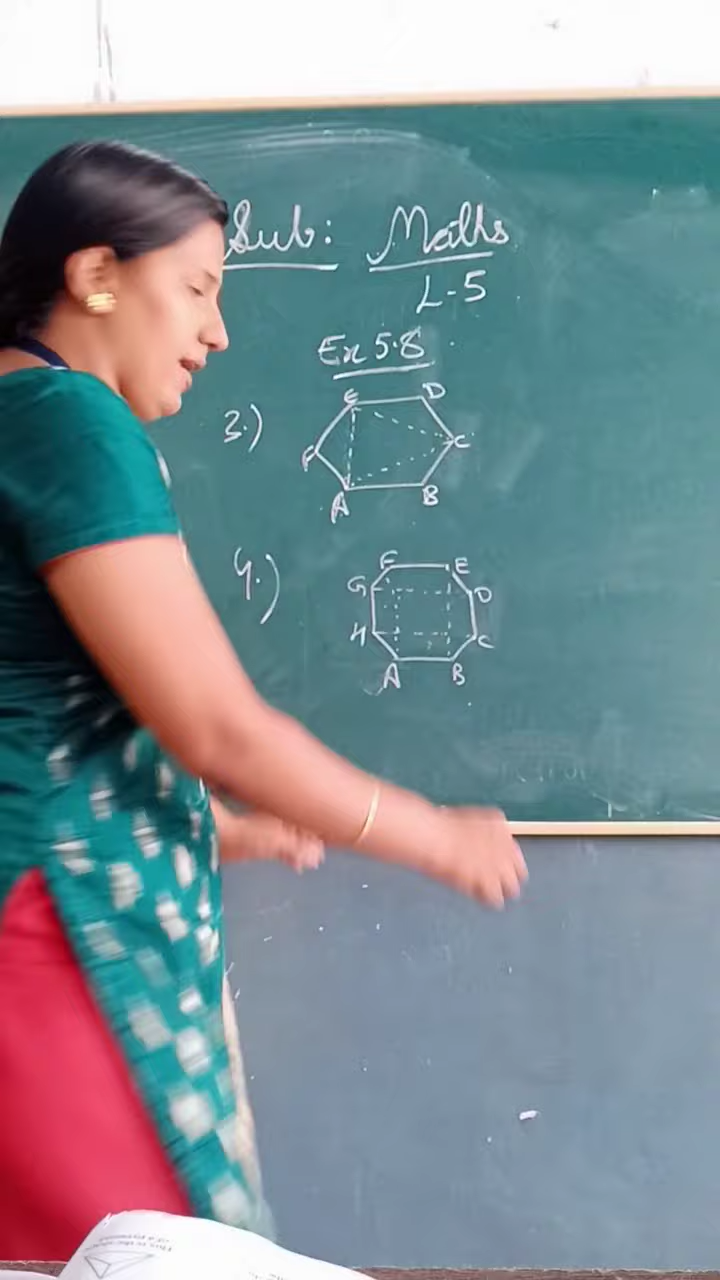 Sub: Maths
L-5
Ex 5.8
3.)
E D
F C
A B
4.)
F E
G D
H C
A B